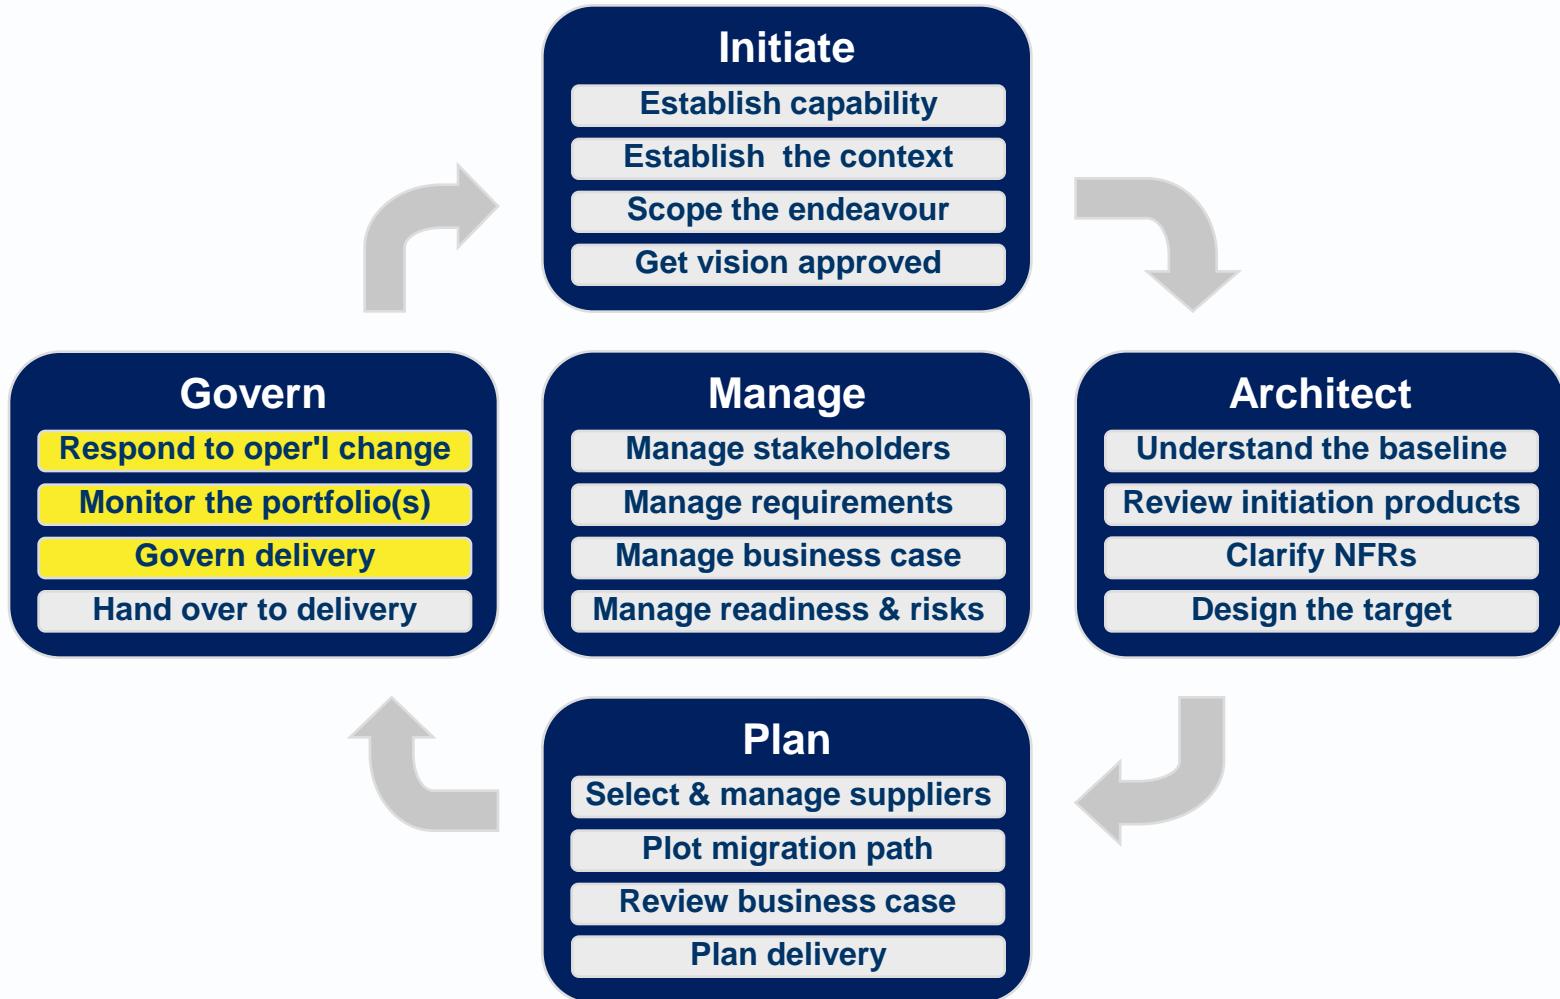 Initiate
Establish capability
Establish  the context
Scope the endeavour
Get vision approved
Govern
Respond to oper'l change
Monitor the portfolio(s)
Govern delivery
Hand over to delivery
Manage
Manage stakeholders
Manage requirements
Manage business case
Manage readiness & risks
Architect
Understand the baseline
Review initiation products
Clarify NFRs
Design the target
Plan
Select & manage suppliers
Plot migration path
Review business case
Plan delivery